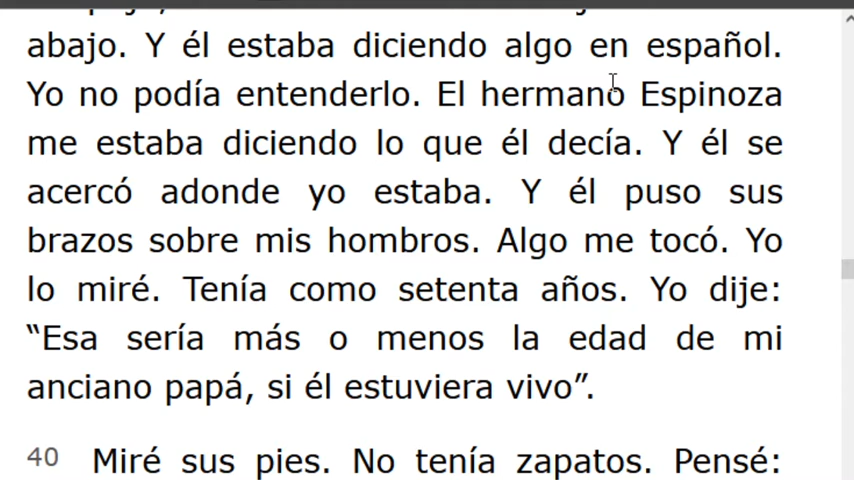 abajo. Y él estaba diciendo algo en español.
Yo no podía entenderlo. El hermano Espinoza
me estaba diciendo lo que él decía. Y él se
acercó adonde yo estaba. Y él puso sus
brazos sobre mis hombros. Algo me tocó. Yo
lo miré. Tenía como setenta años. Yo dije:
“Esa sería más o menos la edad de mi
anciano papá, si él estuviera vivo”.
40 Miré sus pies. No tenía zapatos. Pensé: